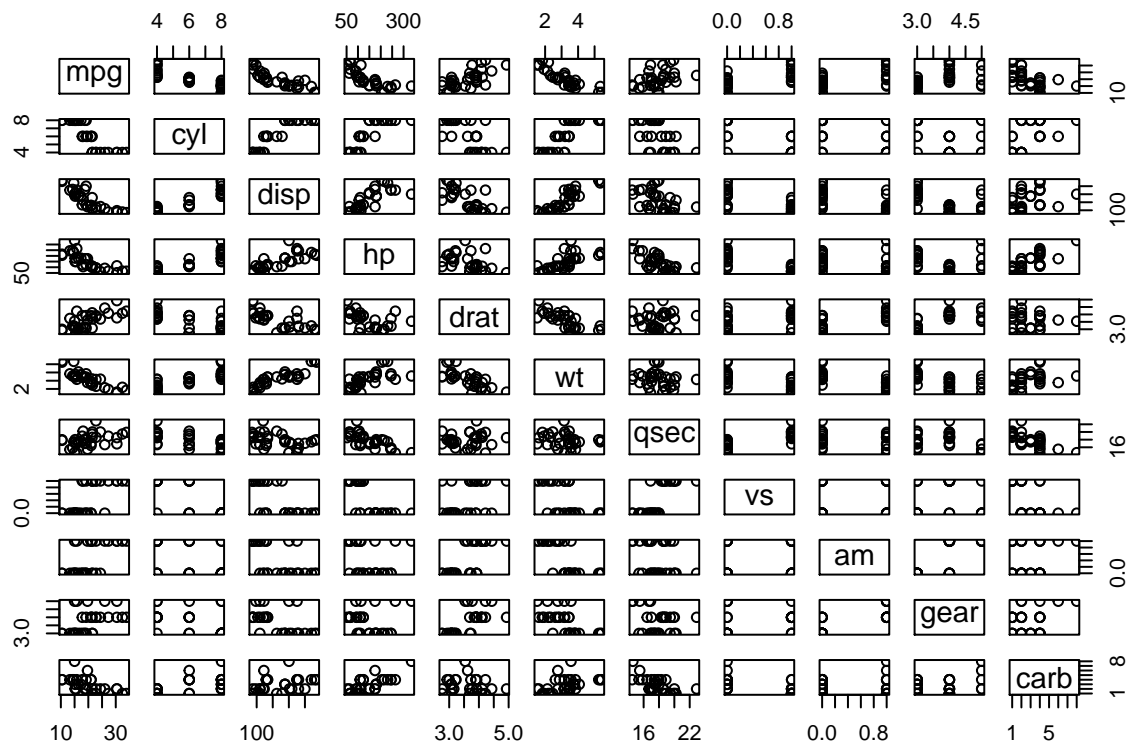 4 6 8 50 300 2 4 0.0 1.0 3.0 4.5
mpg 10
8 4 cyl
disp 100
50 hp
drat 3.0
2 wt
qsec 16
0.0 vs
am 0.0
3.0 gear
carb 8 1
10 30 100 3.0 5.0 16 22 0.0 0.8 1 5